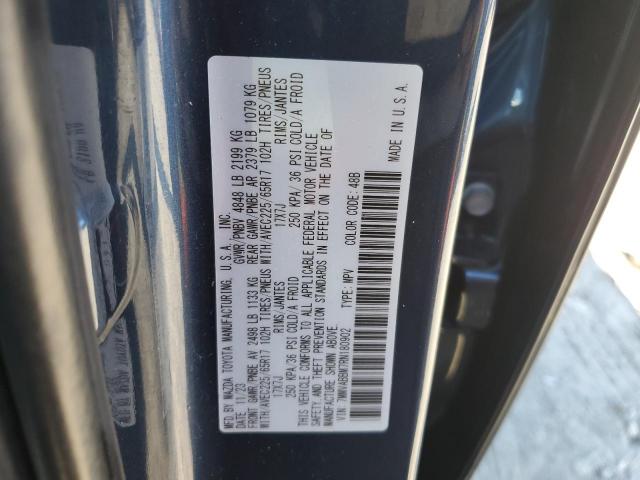 MFD. BY MAZDA TOYOTA MANUFACTURING, U.S.A. INC.
DATE: 11/23 GVWR/PNBV 4848 LB 2199 KG
FRONT GAWR/PNBE AV 2498 LB 1133 KG REAR GAWR/PNBE AR 2379 LB 1079 KG
WITH/AVEC225/65R17 102H TIRES/PNEUS WITH/AVEC225/65R17 102H TIRES/PNEUS
17X7J RIMS/JANTES 17X7J RIMS/JANTES
250 KPA/36 PSI COLD/A FROID 250 KPA/ 36 PSI COLD/A FROID
THIS VEHICLE CONFORMS TO ALL APPLICABLE FEDERAL MOTOR VEHICLE
SAFETY AND THEFT PREVENTION STANDARDS IN EFFECT ON THE DATE OF
MANUFACTURE SHOWN ABOVE.
VIN: 7MMVABBM7RN180902 TYPE: MPV COLOR CODE: 48B MADE IN U.S.A.